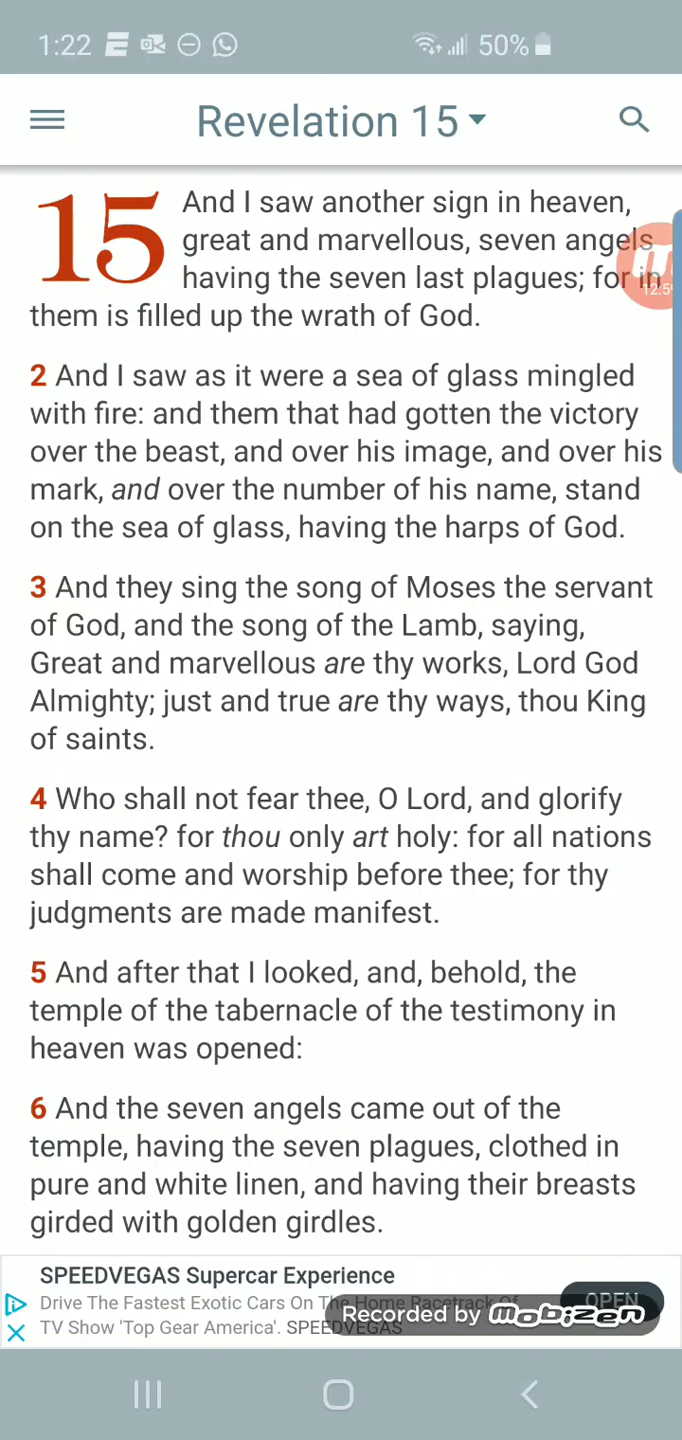 1:22
50%
Revelation 15
15 And I saw another sign in heaven,
great and marvellous, seven angels
having the seven last plagues; for in
them is filled up the wrath of God.
12:5
2 And I saw as it were a sea of glass mingled
with fire: and them that had gotten the victory
over the beast, and over his image, and over his
mark, and over the number of his name, stand
on the sea of glass, having the harps of God.
3 And they sing the song of Moses the servant
of God, and the song of the Lamb, saying,
Great and marvellous are thy works, Lord God
Almighty; just and true are thy ways, thou King
of saints.
4 Who shall not fear thee, O Lord, and glorify
thy name? for thou only art holy: for all nations
shall come and worship before thee; for thy
judgments are made manifest.
5 And after that I looked, and, behold, the
temple of the tabernacle of the testimony in
heaven was opened:
6 And the seven angels came out of the
temple, having the seven plagues, clothed in
pure and white linen, and having their breasts
girded with golden girdles.
SPEEDVEGAS Supercar Experience
Drive The Fastest Exotic Cars On The Home Racetrack Of
TV Show 'Top Gear America'. SPEEDVEGAS
OPEN
Recorded by mobizen